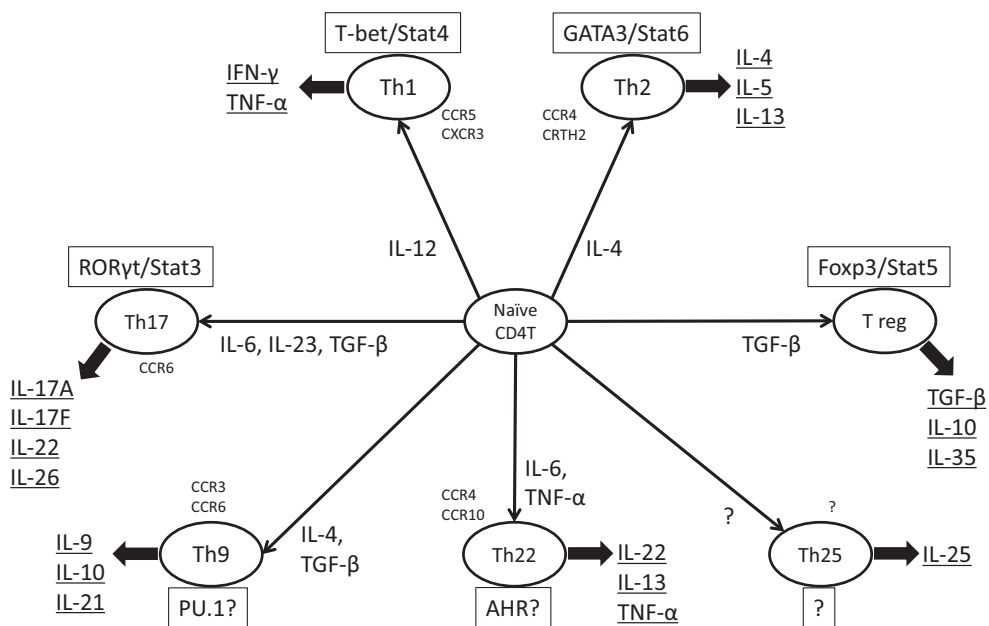 T-bet/Stat4
GATA3/Stat6
IFN-γ
TNF-α
Th1
CCR5
CXCR3
Th2
CCR4
CRTH2
IL-4
IL-5
IL-13
IL-12
IL-4
RORγt/Stat3
Foxp3/Stat5
Th17
CCR6
IL-6, IL-23, TGF-β
Naïve
CD4T
TGF-β
T reg
IL-17A
IL-17F
IL-22
IL-26
TGF-β
IL-10
IL-35
CCR3
CCR6
IL-9
IL-10
IL-21
Th9
PU.1?
IL-4,
TGF-β
IL-6,
TNF-α
CCR4
CCR10
Th22
AHR?
IL-22
IL-13
TNF-α
?
?
Th25
?
IL-25